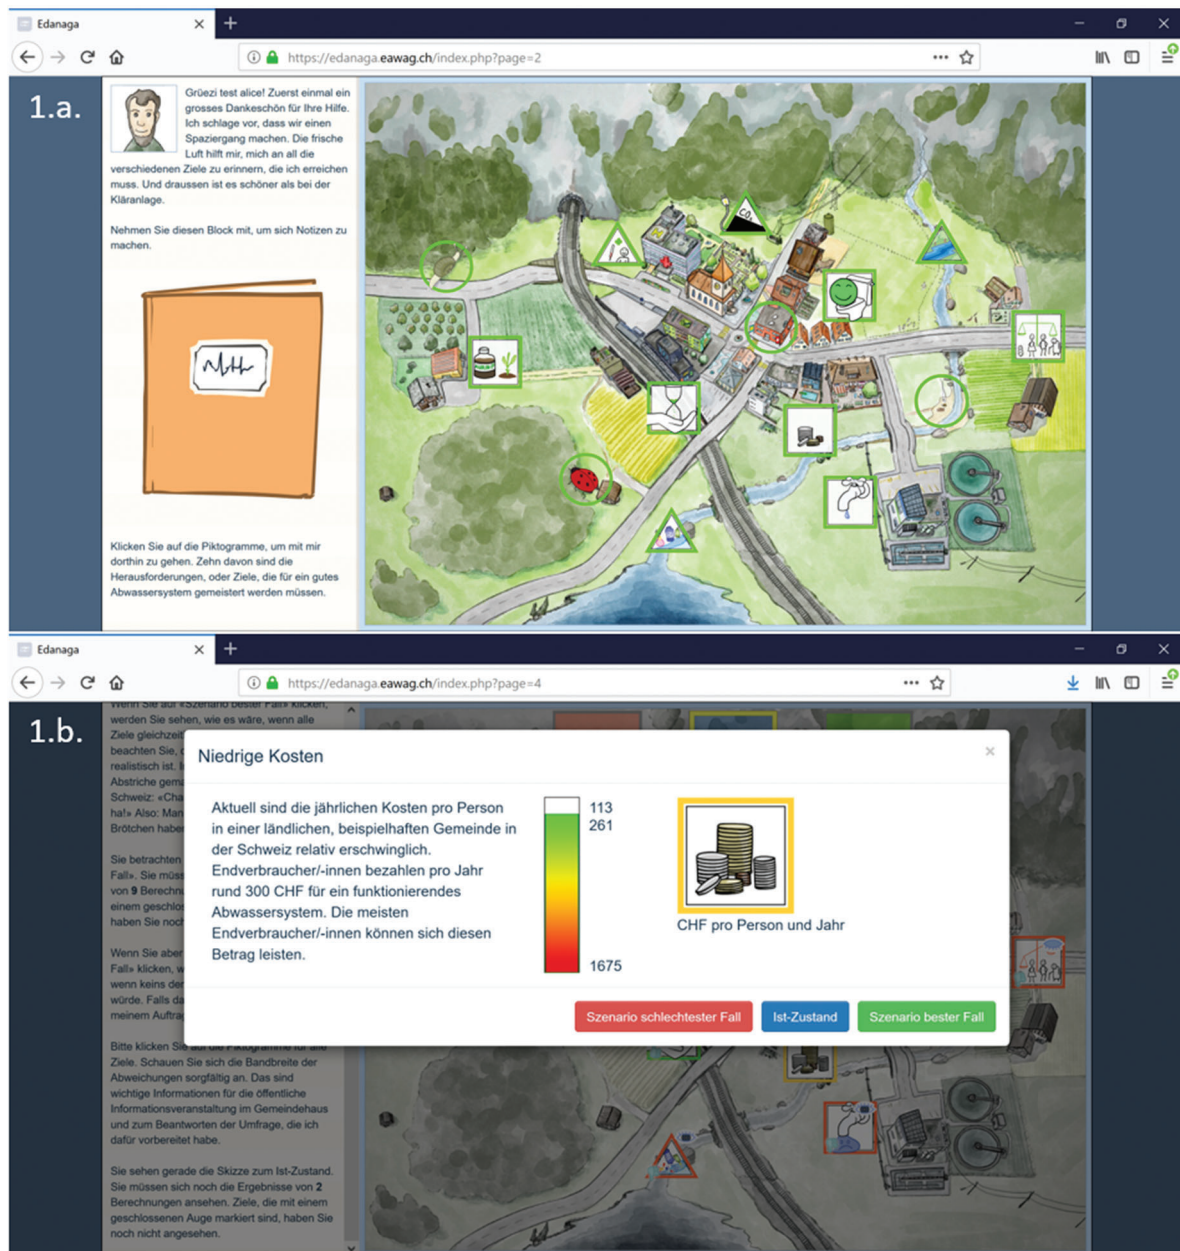 Edanaga
https://edanaga.eawag.ch/index.php?page=2
1.a.
Grüezi test alice! Zuerst einmal ein
grosses Dankeschön für Ihre Hilfe.
Ich schlage vor, dass wir einen
Spaziergang machen. Die frische
Luft hilft mir, mich an all die
verschiedenen Ziele zu erinnern, die ich erreichen
muss. Und draussen ist es schöner als bei der
Kläranlage.
Nehmen Sie diesen Block mit, um sich Notizen zu
machen.
Klicken Sie auf die Piktogramme, um mit mir
dorthin zu gehen. Zehn davon sind die
Herausforderungen, oder Ziele, die für ein gutes
Abwassersystem gemeistert werden müssen.
CO₂
Edanaga
https://edanaga.eawag.ch/index.php?page=4
1.b.
Wenn Sie auf «Szenario bester Fall» klicken,
werden Sie sehen, wie es wäre, wenn alle
Ziele gleichzeit
beachten Sie,
realistisch ist.
Abstriche gema
Schweiz: «Cha
ha!» Also: Man
Brötchen habe
Sie betrachten
Fall». Sie müs
von 9 Berechn
einem geschlo
haben Sie noch
Wenn Sie aber
Fall» klicken, w
wenn keins der
würde. Falls da
meinem Auftra
Bitte klicken Sie auf die Piktogramme für alle
Ziele. Schauen Sie sich die Bandbreite der
Abweichungen sorgfältig an. Das sind
wichtige Informationen für die öffentliche
Informationsveranstaltung im Gemeindehaus
und zum Beantworten der Umfrage, die ich
dafür vorbereitet habe.
Sie sehen gerade die Skizze zum Ist-Zustand.
Sie müssen sich noch die Ergebnisse von 2
Berechnungen ansehen. Ziele, die mit einem
geschlossenen Auge markiert sind, haben Sie
noch nicht angesehen.
Niedrige Kosten
×
Aktuell sind die jährlichen Kosten pro Person
in einer ländlichen, beispielhaften Gemeinde in
der Schweiz relativ erschwinglich.
Endverbraucher/-innen bezahlen pro Jahr
rund 300 CHF für ein funktionierendes
Abwassersystem. Die meisten
Endverbraucher/-innen können sich diesen
Betrag leisten.
113
261
1675
CHF pro Person und Jahr
Szenario schlechtester Fall
Ist-Zustand
Szenario bester Fall